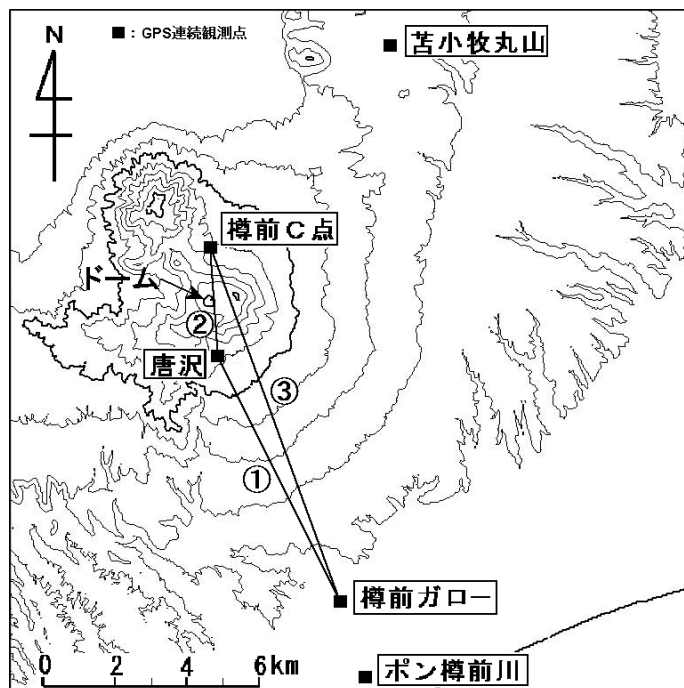 N
■：GPS連続観測点
苫小牧丸山
樽前C点
ドーム
②
唐沢
③
①
樽前ガロー
0 2 4 6km
ポン樽前川